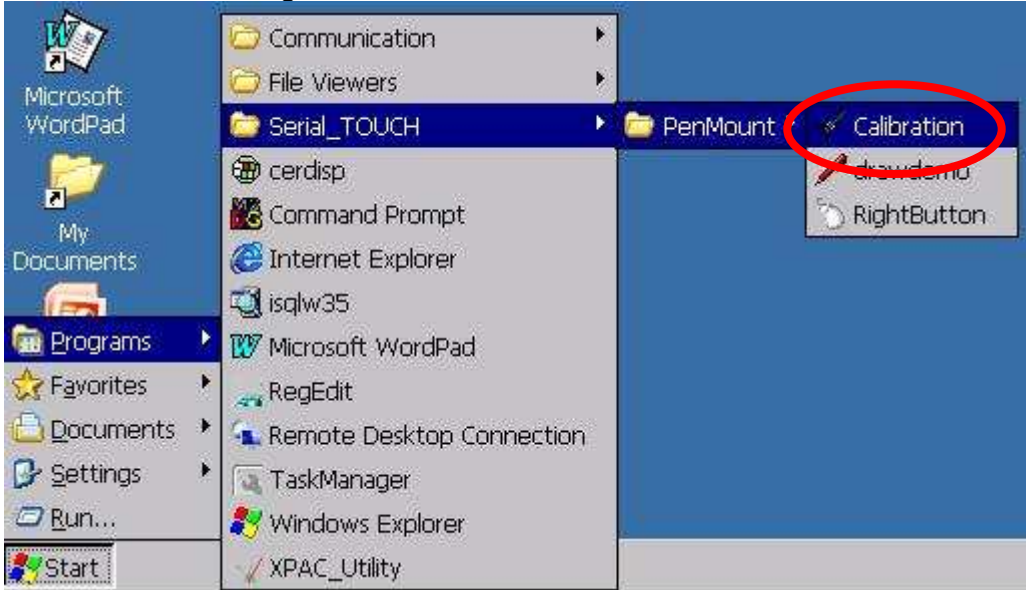 Microsoft
WordPad
My
Documents
Programs
Favorites
Documents
Settings
Run...
Start
Communication
File Viewers
Serial_TOUCH
cerdisp
Command Prompt
Internet Explorer
isqlw35
Microsoft WordPad
RegEdit
Remote Desktop Connection
TaskManager
Windows Explorer
XPAC_Utility
PenMount
Calibration
drawdemo
RightButton